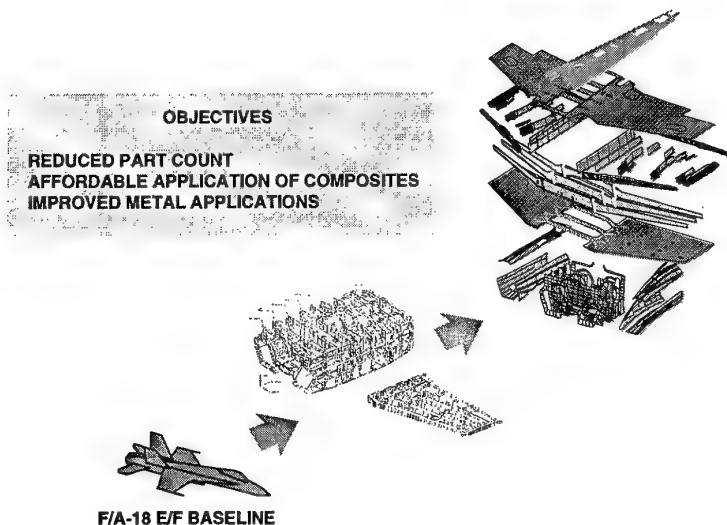 OBJECTIVES
REDUCED PART COUNT
AFFORDABLE APPLICATION OF COMPOSITES
IMPROVED METAL APPLICATIONS
F/A-18 E/F BASELINE